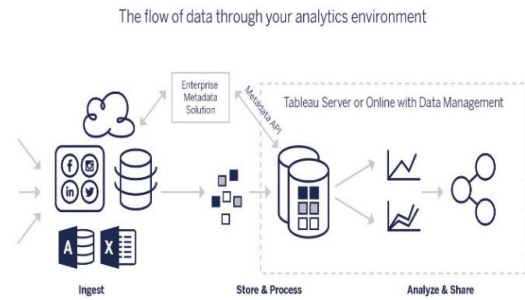 The flow of data through your analytics environment
Enterprise
Metadata
Solution
Metadata API
Tableau Server or Online with Data Management
f
in
A
X
Ingest
Store & Process
Analyze & Share